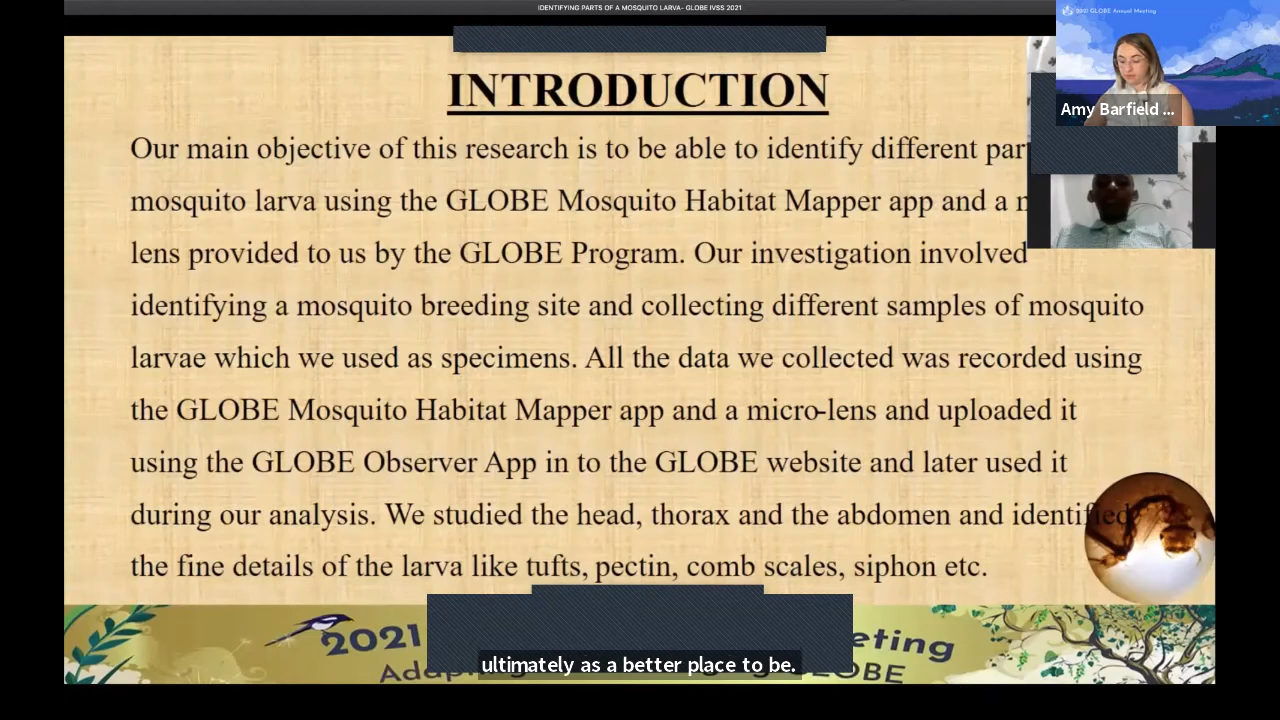 IDENTIFYING PARTS OF A MOSQUITO LARVA- GLOBE IVSS 2021
2021 GLOBE Annual Meeting
Amy Barfield ...
INTRODUCTION
Our main objective of this research is to be able to identify different
mosquito larva using the GLOBE Mosquito Habitat Mapper app and a
lens provided to us by the GLOBE Program. Our investigation involved
identifying a mosquito breeding site and collecting different samples of mosquito
larvae which we used as specimens. All the data we collected was recorded using
the GLOBE Mosquito Habitat Mapper app and a micro-lens and uploaded it
using the GLOBE Observer App in to the GLOBE website and later used it
during our analysis. We studied the head, thorax and the abdomen and identified
the fine details of the larva like tufts, pectin, comb scales, siphon etc.
2021
GLOBE
ultimately as a better place to be.